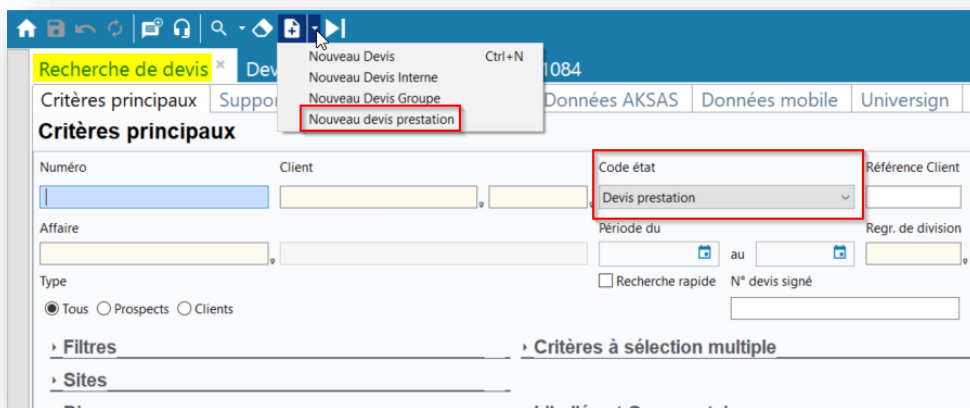 Nouveau Devis Ctrl+N
Nouveau Devis Interne
Nouveau Devis Groupe
Nouveau devis prestation
Recherche de devis × Dev 1084
Critères principaux Suppor Données AKSAS Données mobile Universign
Critères principaux
Numéro Client Code état Référence Client
Devis prestation
Affaire Période du Regr. de division
au
Type Recherche rapide N° devis signé
Tous Prospects Clients
Filtres Critères à sélection multiple
Sites